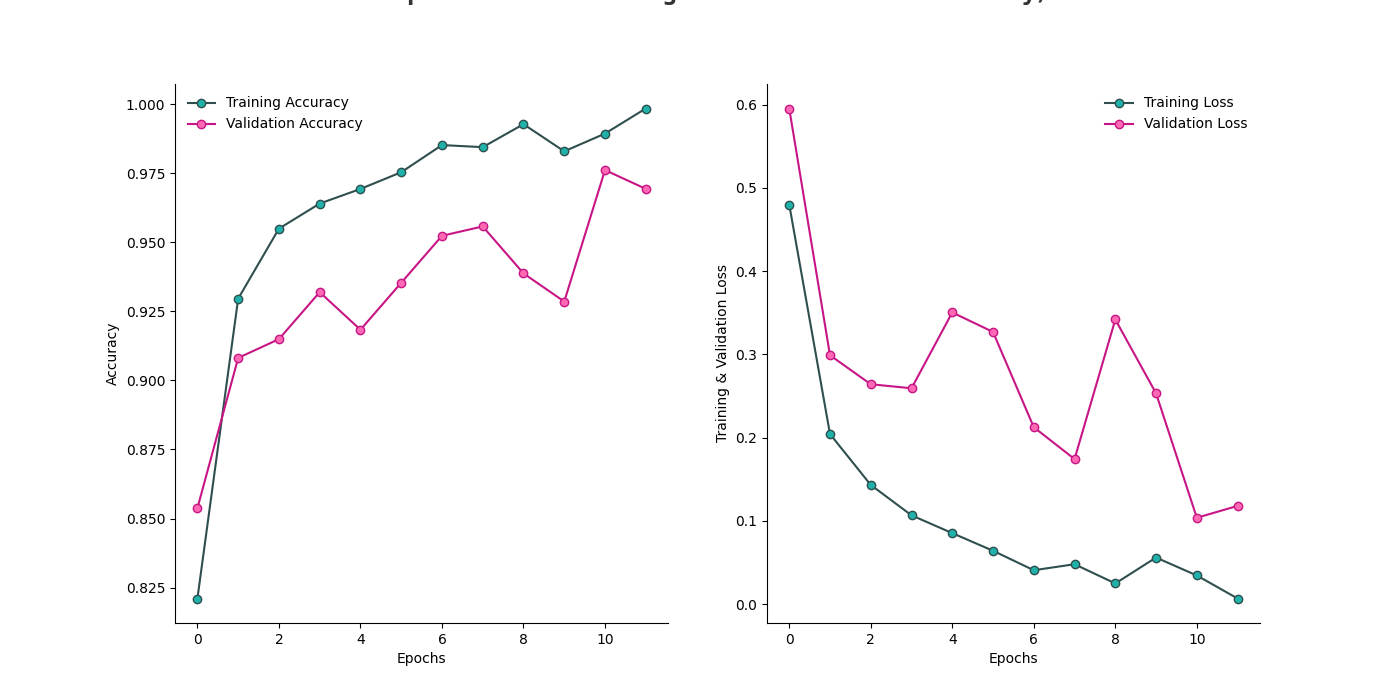 Training Accuracy
Validation Accuracy
1.000
0.975
0.950
0.925
0.900
0.875
0.850
0.825
Accuracy
0 2 4 6 8 10
Epochs
Training Loss
Validation Loss
0.6
0.5
0.4
0.3
0.2
0.1
0.0
Training & Validation Loss
0 2 4 6 8 10
Epochs